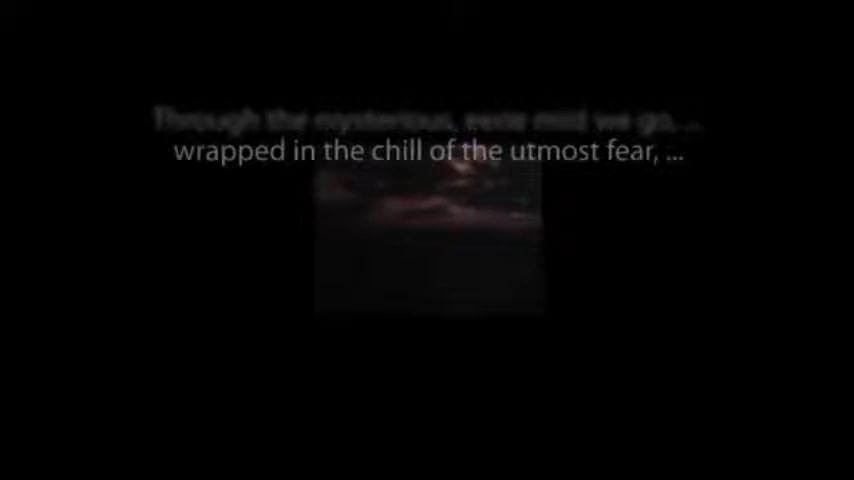 Through the mysterious, eerie mist we go, ...
wrapped in the chill of the utmost fear, ...